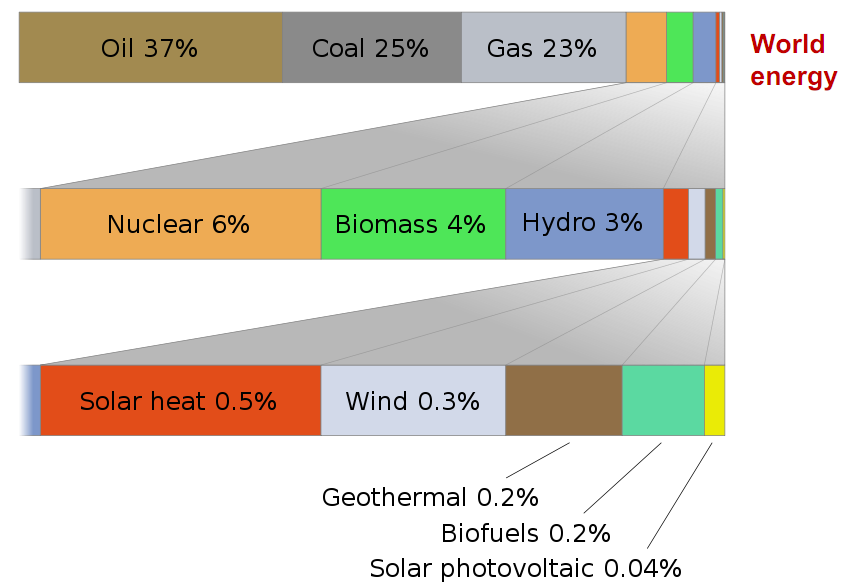 Oil 37%
Coal 25%
Gas 23%
World
energy
Nuclear 6%
Biomass 4%
Hydro 3%
Solar heat 0.5%
Wind 0.3%
Geothermal 0.2%
Biofuels 0.2%
Solar photovoltaic 0.04%